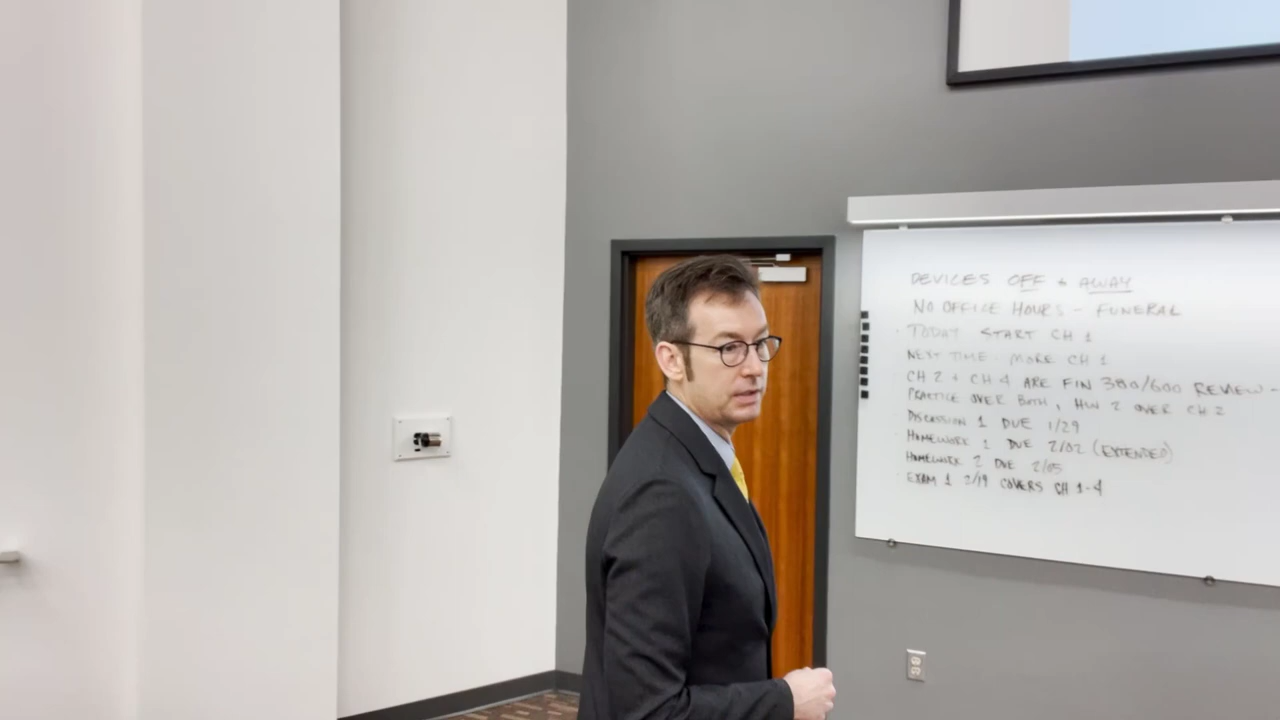 DEVICES OFF & AWAY
NO OFFICE HOURS - FUNERAL
TODAY START CH 1
NEXT TIME: MORE CH 1
CH 2 + CH 4 ARE FIN 380/600 REVIEW -
PRACTICE OVER BOTH, HW 2 OVER CH 2
DISCUSSION 1 DUE 1/29
HOMEWORK 1 DUE 2/02 (EXTENDED)
HOMEWORK 2 DUE 2/05
EXAM 1 2/19 COVERS CH 1-4